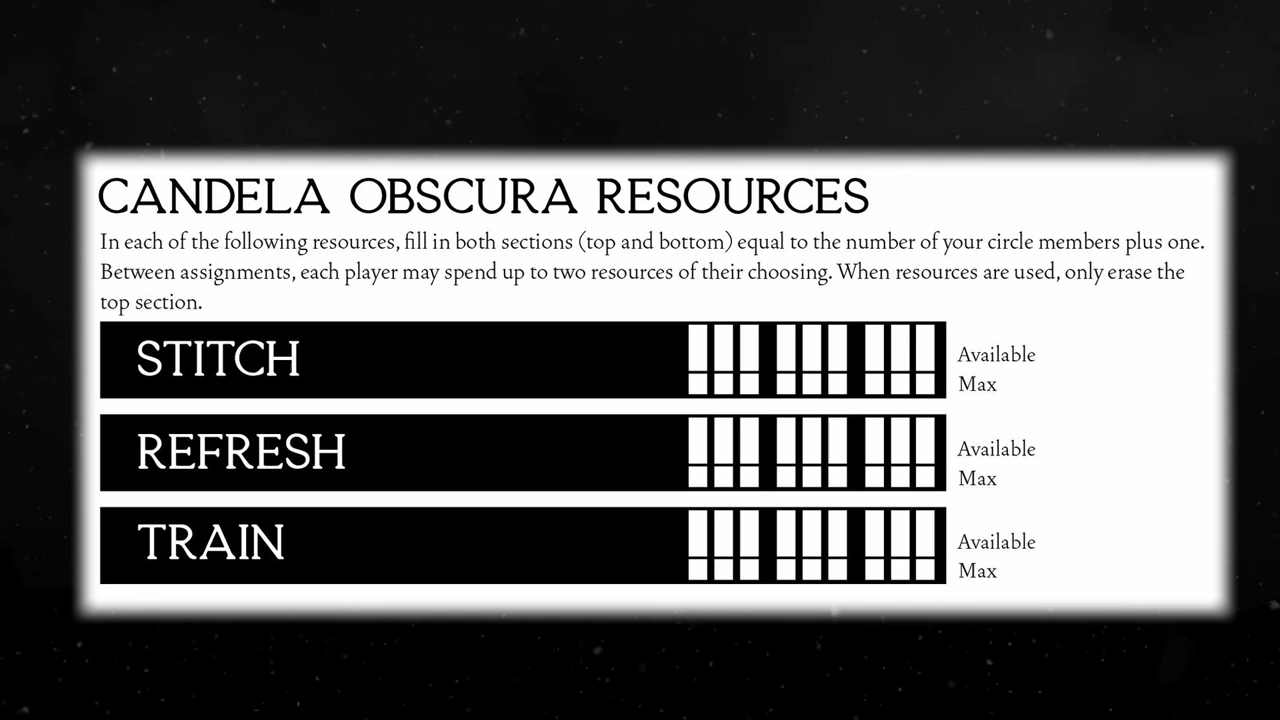 CANDELA OBSCURA RESOURCES
In each of the following resources, fill in both sections (top and bottom) equal to the number of your circle members plus one.
Between assignments, each player may spend up to two resources of their choosing. When resources are used, only erase the
top section.
STITCH
Available
Max
REFRESH
Available
Max
TRAIN
Available
Max